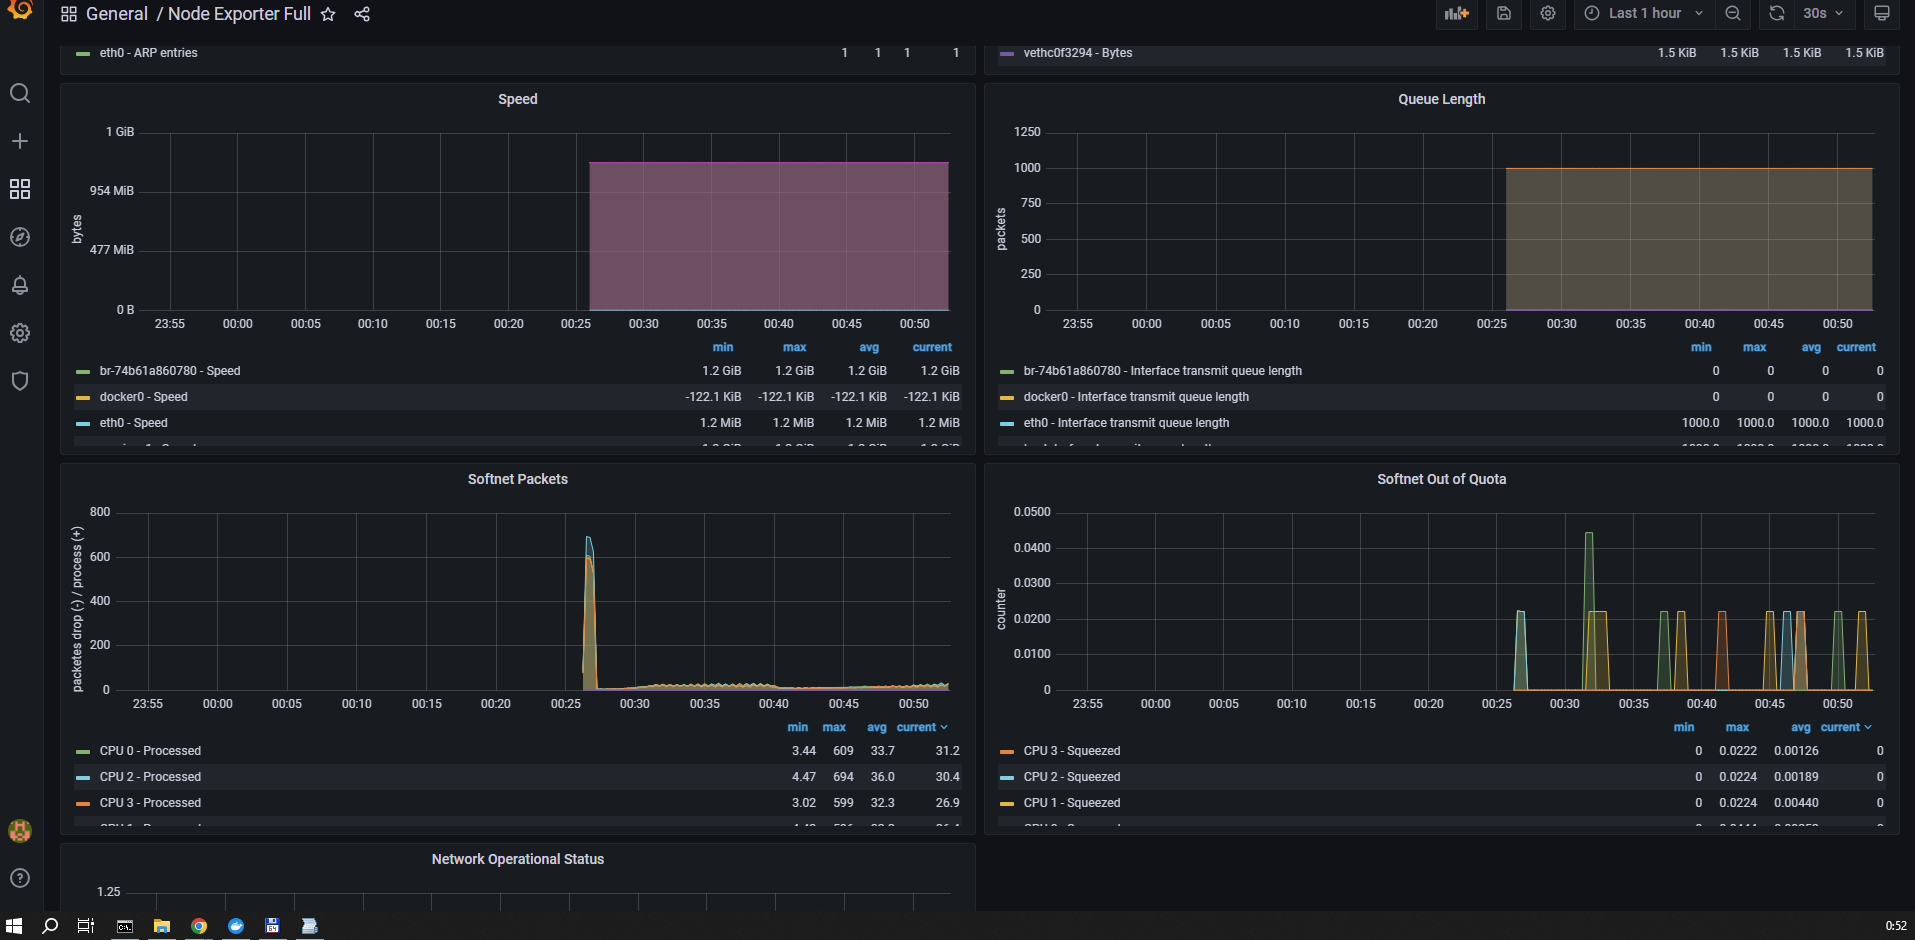 General / Node Exporter Full
Last 1 hour
30s
eth0 - ARP entries 1 1 1 1
vethc0f3294 - Bytes 1.5 KiB 1.5 KiB 1.5 KiB 1.5 KiB
Speed
1 GiB
954 MiB
477 MiB
0 B
bytes
23:55 00:00 00:05 00:10 00:15 00:20 00:25 00:30 00:35 00:40 00:45 00:50
min max avg current
br-74b61a860780 - Speed 1.2 GiB 1.2 GiB 1.2 GiB 1.2 GiB
docker0 - Speed -122.1 KiB -122.1 KiB -122.1 KiB -122.1 KiB
eth0 - Speed 1.2 MiB 1.2 MiB 1.2 MiB 1.2 MiB
Queue Length
1250
1000
750
500
250
0
packets
23:55 00:00 00:05 00:10 00:15 00:20 00:25 00:30 00:35 00:40 00:45 00:50
min max avg current
br-74b61a860780 - Interface transmit queue length 0 0 0 0
docker0 - Interface transmit queue length 0 0 0 0
eth0 - Interface transmit queue length 1000.0 1000.0 1000.0 1000.0
Softnet Packets
800
600
400
200
0
packetes drop (-) / process (+)
23:55 00:00 00:05 00:10 00:15 00:20 00:25 00:30 00:35 00:40 00:45 00:50
min max avg current
CPU 0 - Processed 3.44 609 33.7 31.2
CPU 2 - Processed 4.47 694 36.0 30.4
CPU 3 - Processed 3.02 599 32.3 26.9
Softnet Out of Quota
0.0500
0.0400
0.0300
0.0200
0.0100
0
counter
23:55 00:00 00:05 00:10 00:15 00:20 00:25 00:30 00:35 00:40 00:45 00:50
min max avg current
CPU 3 - Squeezed 0 0.0222 0.00126 0
CPU 2 - Squeezed 0 0.0224 0.00189 0
CPU 1 - Squeezed 0 0.0224 0.00440 0
Network Operational Status
1.25
0:52